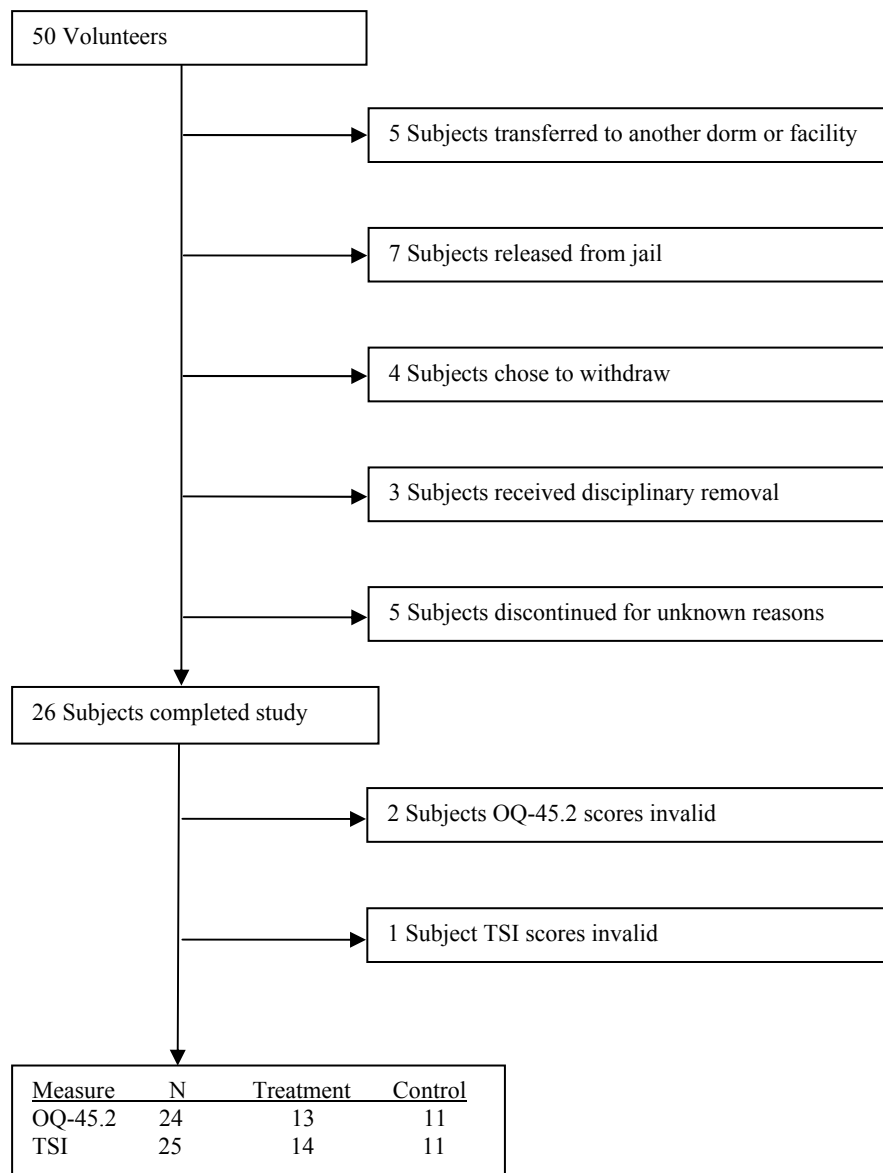 50 Volunteers
5 Subjects transferred to another dorm or facility
7 Subjects released from jail
4 Subjects chose to withdraw
3 Subjects received disciplinary removal
5 Subjects discontinued for unknown reasons
26 Subjects completed study
2 Subjects OQ-45.2 scores invalid
1 Subject TSI scores invalid
Measure N Treatment Control
OQ-45.2 24 13 11
TSI 25 14 11